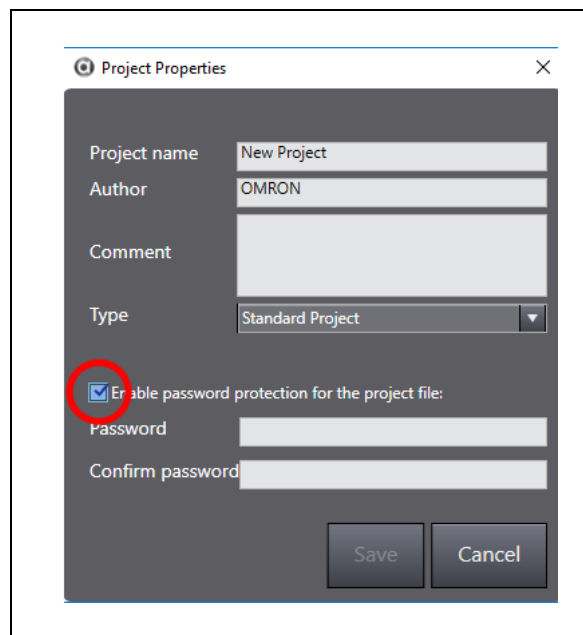 Project Properties
Project name New Project
Author OMRON
Comment
Type Standard Project
Enable password protection for the project file:
Password
Confirm password
Save Cancel